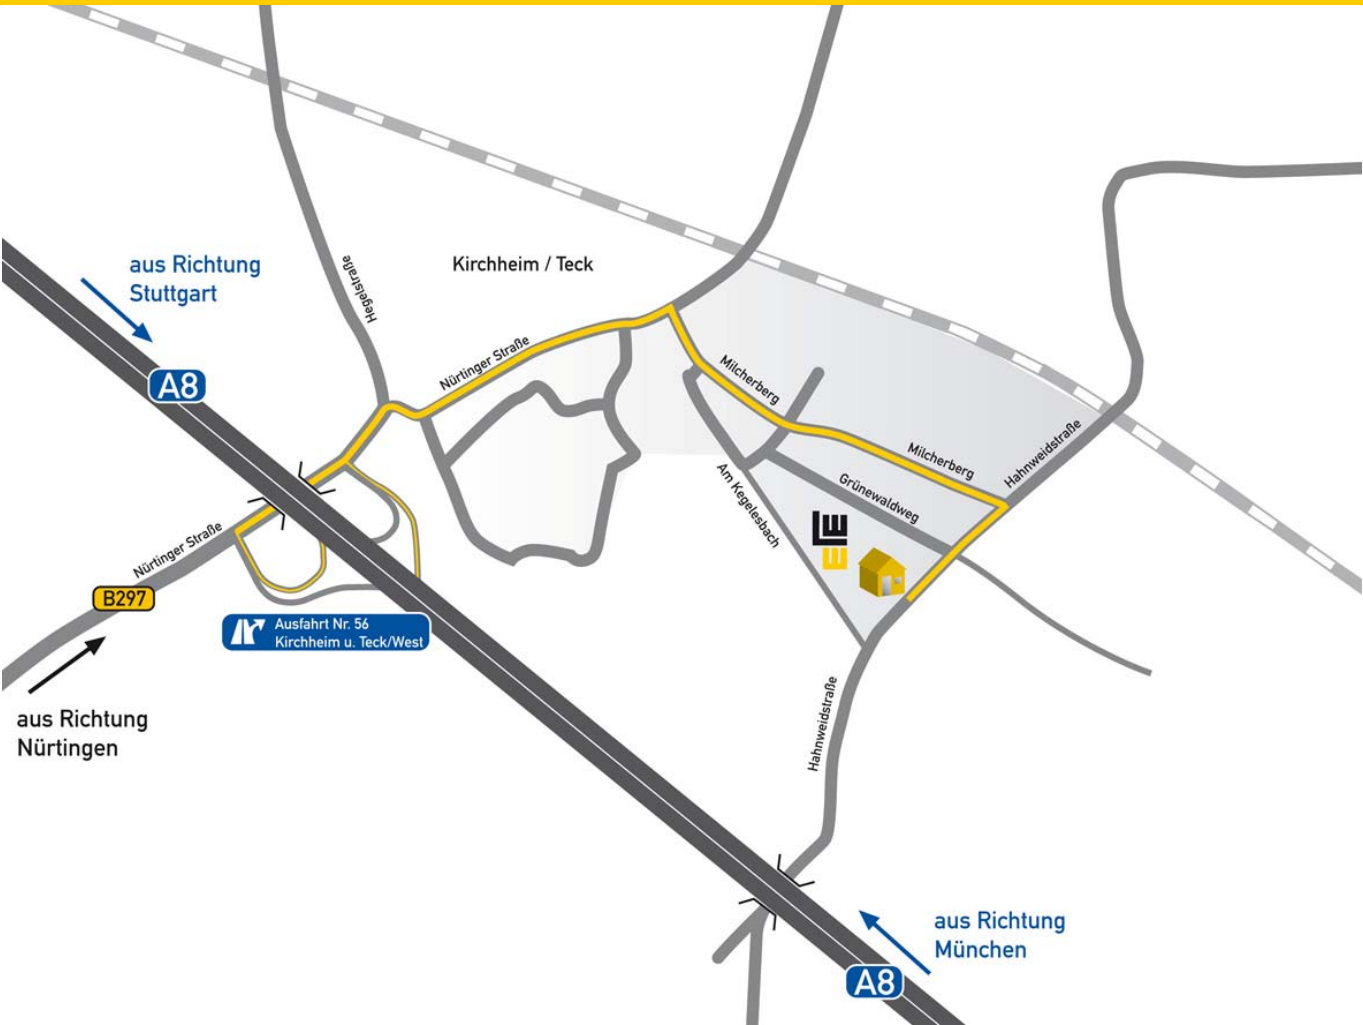 Kirchheim / Teck
aus Richtung
Stuttgart
Hegelstraße
A8
Nürtinger Straße
Milcherberg
Milcherberg
Hahnweidstraße
Grünewaldweg
Am Kegelesbach
ELE
Nürtinger Straße
B297
Ausfahrt Nr. 56
Kirchheim u. Teck/West
aus Richtung
Nürtingen
Hahnweidstraße
aus Richtung
München
A8